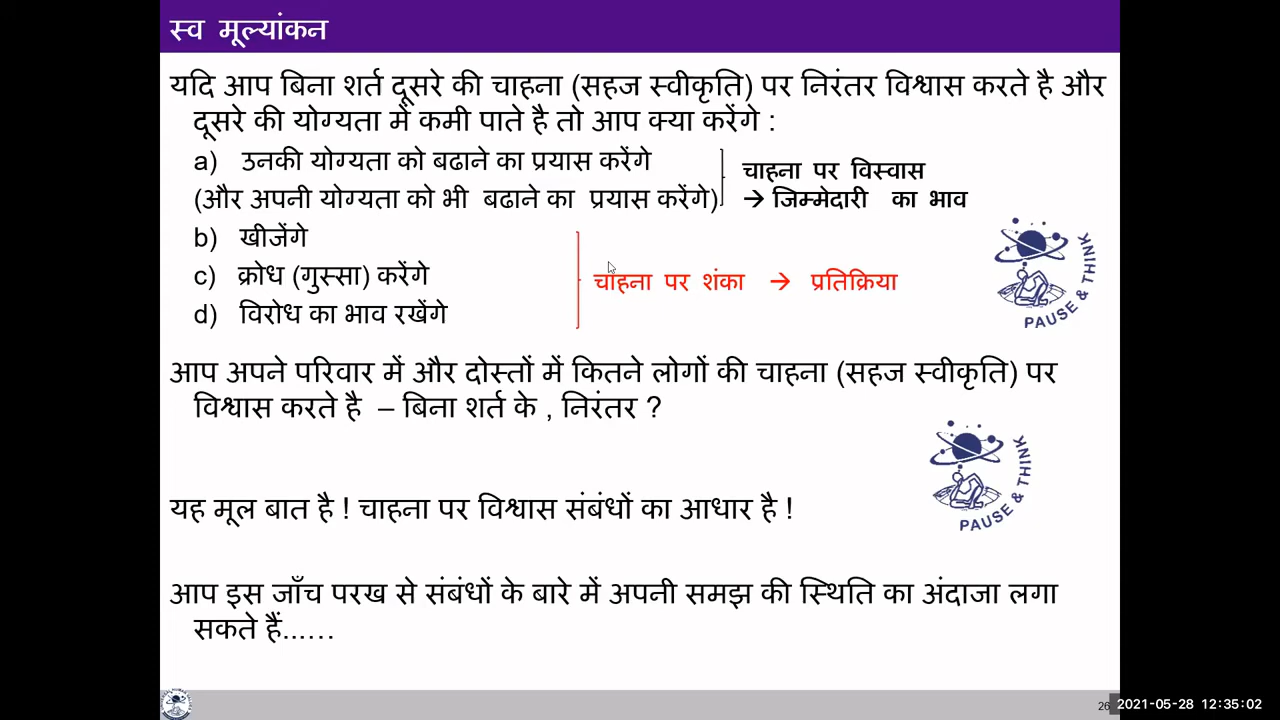 स्व मूल्यांकन
यदि आप बिना शर्त दूसरे की चाहना (सहज स्वीकृति) पर निरंतर विश्वास करते है और
दूसरे की योग्यता में कमी पाते है तो आप क्या करेंगे :
a) उनकी योग्यता को बढाने का प्रयास करेंगे
(और अपनी योग्यता को भी बढाने का प्रयास करेंगे)
चाहना पर विस्वास
→ जिम्मेदारी का भाव
b) खीजेंगे
c) क्रोध (गुस्सा) करेंगे
d) विरोध का भाव रखेंगे
चाहना पर शंका → प्रतिक्रिया
PAUSE & THINK
आप अपने परिवार में और दोस्तों में कितने लोगों की चाहना (सहज स्वीकृति) पर
विश्वास करते है – बिना शर्त के , निरंतर ?
PAUSE & THINK
यह मूल बात है ! चाहना पर विश्वास संबंधों का आधार है !
आप इस जाँच परख से संबंधों के बारे में अपनी समझ की स्थिति का अंदाजा लगा
सकते हैं...…
26
2021-05-28 12:35:02